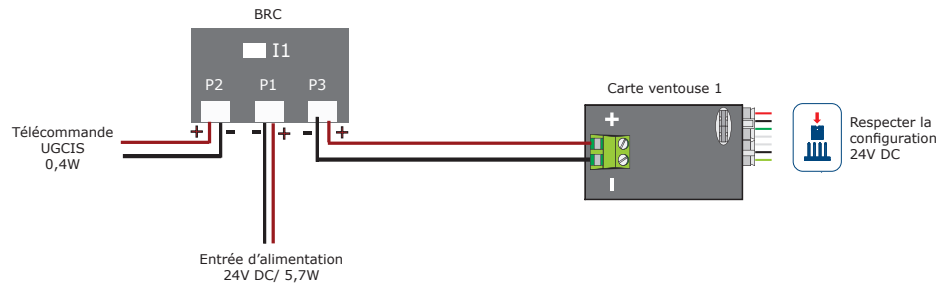 BRC
I1
P2 P1 P3
+ - - + - +
Télécommande
UGCIS
0,4W
Entrée d'alimentation
24V DC/ 5,7W
Carte ventouse 1
+
-
Respecter la
configuration
24V DC